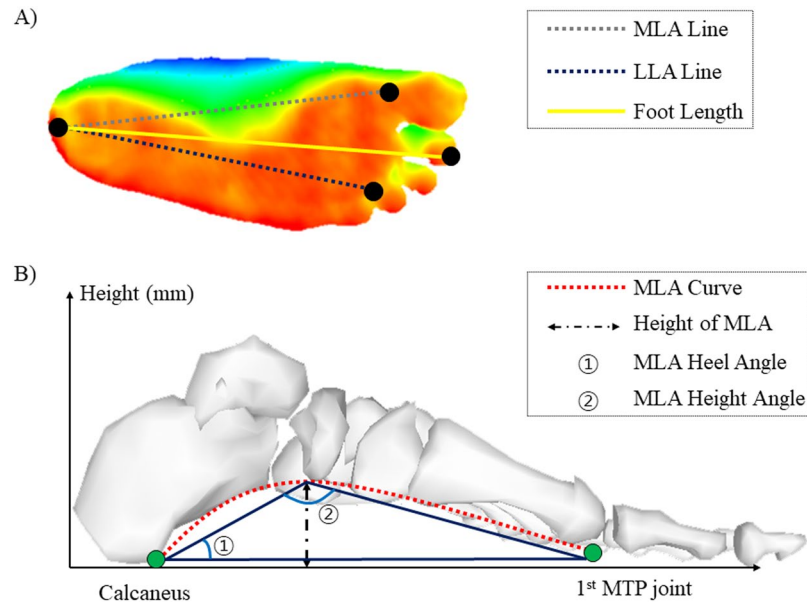 A)
MLA Line
LLA Line
Foot Length
B)
Height (mm)
MLA Curve
Height of MLA
① MLA Heel Angle
② MLA Height Angle
②
①
Calcaneus
1st MTP joint